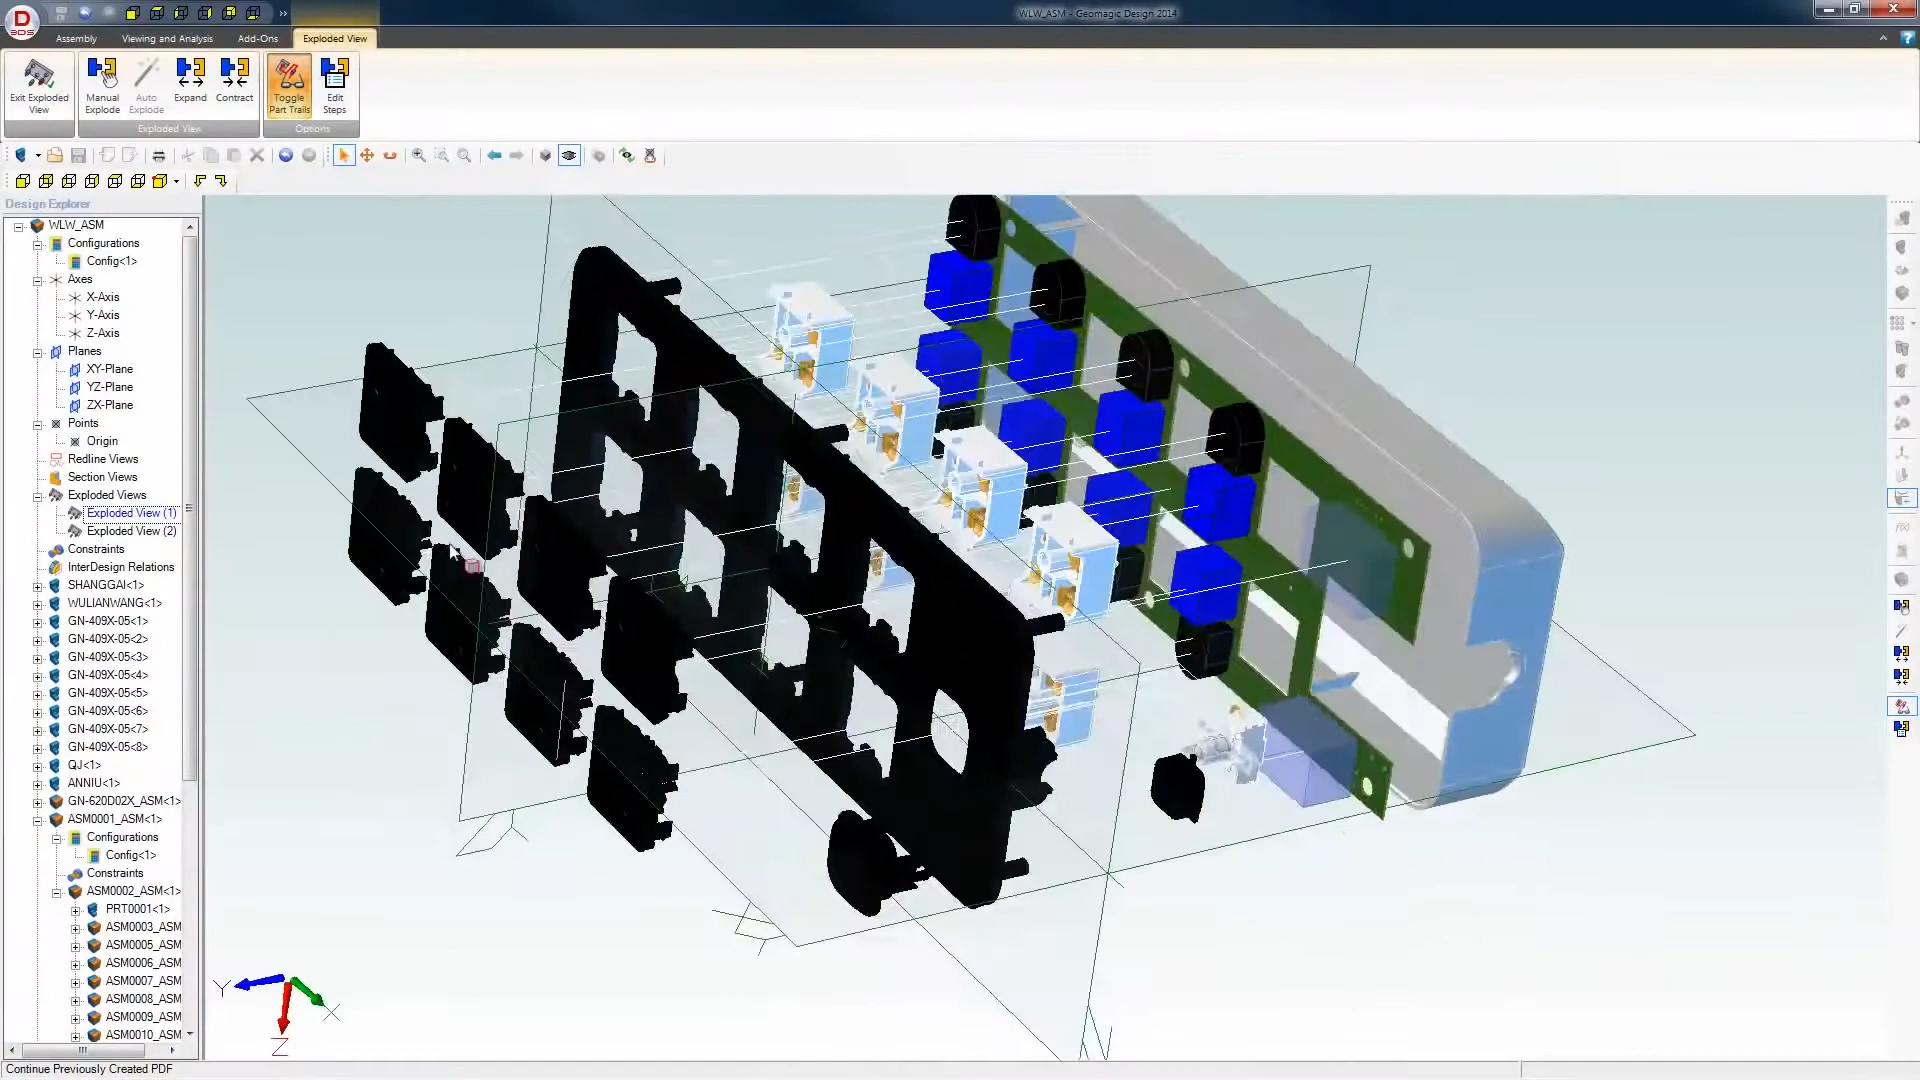 WLW_ASM - Geomagic Design 2014
D
3DS
Assembly
Viewing and Analysis
Add-Ons
Exploded View
Exit Exploded View
Manual Explode
Auto Explode
Expand
Contract
Toggle Part Trails
Edit Steps
Exploded View
Options
Design Explorer
WLW_ASM
Configurations
Config<1>
Axes
X-Axis
Y-Axis
Z-Axis
Planes
XY-Plane
YZ-Plane
ZX-Plane
Points
Origin
Redline Views
Section Views
Exploded Views
Exploded View (1)
Exploded View (2)
Constraints
InterDesign Relations
SHANGGAI<1>
WULIANWANG<1>
GN-409X-05<1>
GN-409X-05<2>
GN-409X-05<3>
GN-409X-05<4>
GN-409X-05<5>
GN-409X-05<6>
GN-409X-05<7>
GN-409X-05<8>
QJ<1>
ANNIU<1>
GN-620D02X_ASM<1>
ASM0001_ASM<1>
Configurations
Config<1>
Constraints
ASM0002_ASM<1>
PRT0001<1>
ASM0003_ASM
ASM0005_ASM
ASM0006_ASM
ASM0007_ASM
ASM0008_ASM
ASM0009_ASM
ASM0010_ASM
Y
X
Z
f(x)
Continue Previously Created PDF